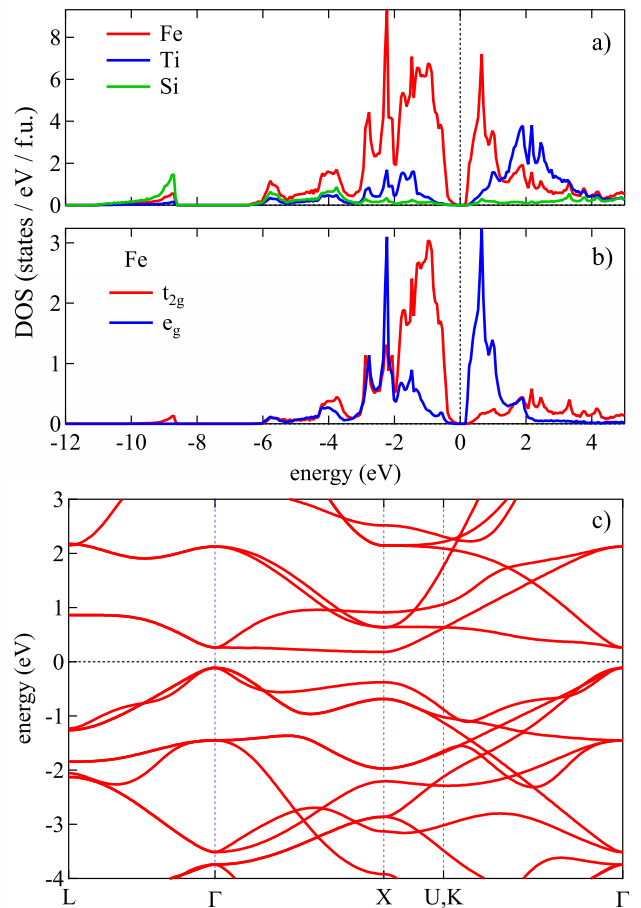 a)
Fe
Ti
Si
8
6
4
2
0
DOS (states / eV / f.u.)
b)
Fe
t2g
eg
3
2
1
0
-12 -10 -8 -6 -4 -2 0 2 4
energy (eV)
c)
3
2
1
0
-1
-2
-3
-4
energy (eV)
L Γ X U,K Γ